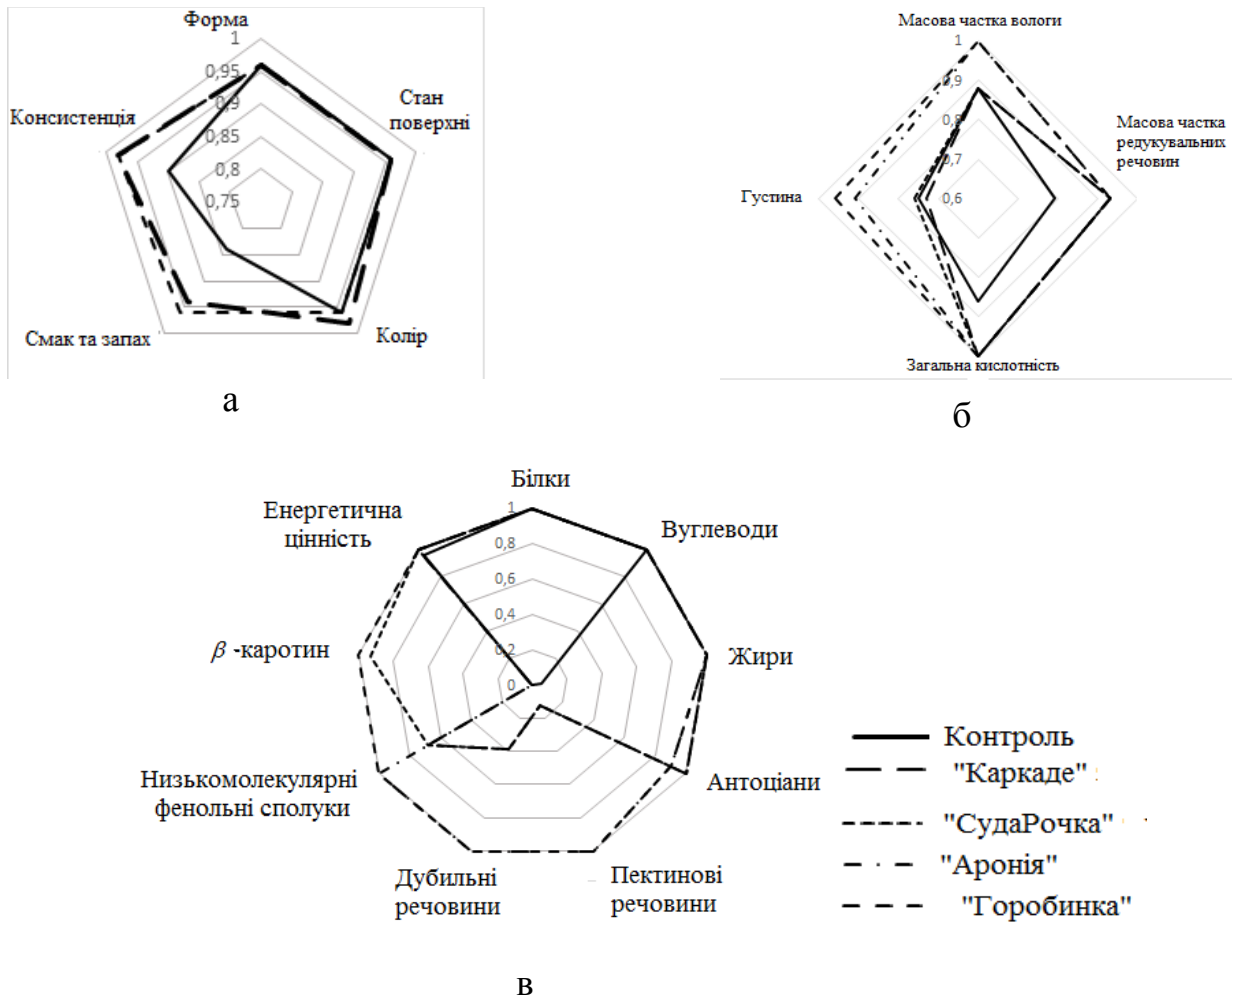 Форма
1
0,95
0,9
0,85
0,8
0,75
Стан
поверхні
Консистенція
Смак та запах
Колір
а
Масова частка вологи
1
0,9
0,8
0,7
0,6
Масова частка
редукувальних
речовин
Густина
Загальна кислотність
б
Білки
1
0,8
0,6
0,4
0,2
0
Енергетична
цінність
Вуглеводи
β -каротин
Жири
Низькомолекулярні
фенольні сполуки
Антоціани
Дубильні
речовини
Пектинові
речовини
Контроль
"Каркаде"
"СудаРочка"
"Аронія"
"Горобинка"
в